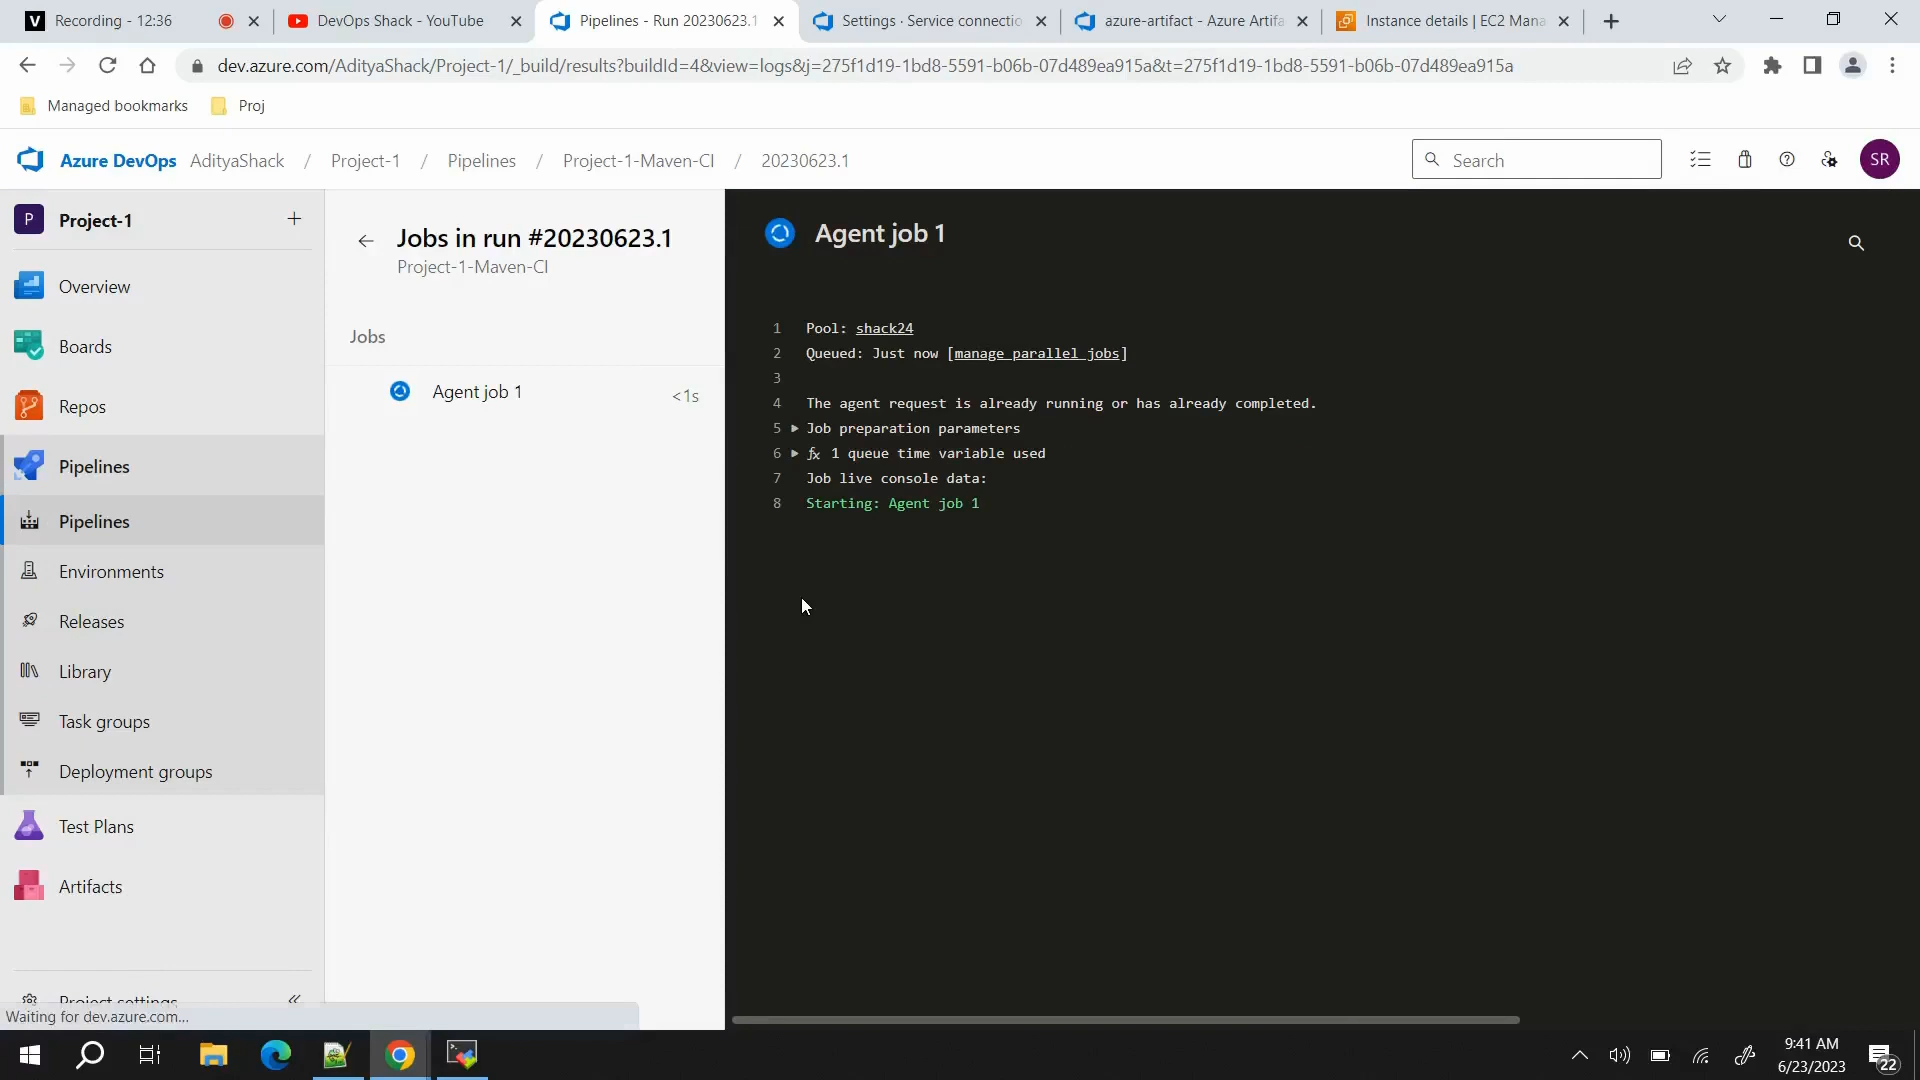 Recording - 12:36
DevOps Shack - YouTube
Pipelines - Run 20230623.1
Settings · Service connectio
azure-artifact - Azure Artifa
Instance details | EC2 Mana
dev.azure.com/AdityaShack/Project-1/_build/results?buildId=4&view=logs&j=275f1d19-1bd8-5591-b06b-07d489ea915a&t=275f1d19-1bd8-5591-b06b-07d489ea915a
Managed bookmarks
Proj
Azure DevOps AdityaShack / Project-1 / Pipelines / Project-1-Maven-CI / 20230623.1
Search
SR
P Project-1
Overview
Boards
Repos
Pipelines
Pipelines
Environments
Releases
Library
Task groups
Deployment groups
Test Plans
Artifacts
Project settings
Waiting for dev.azure.com...
Jobs in run #20230623.1
Project-1-Maven-CI
Jobs
Agent job 1 <1s
Agent job 1
1 Pool: shack24
2 Queued: Just now [manage parallel jobs]
3
4 The agent request is already running or has already completed.
5 Job preparation parameters
6 fx 1 queue time variable used
7 Job live console data:
8 Starting: Agent job 1
9:41 AM
6/23/2023
22